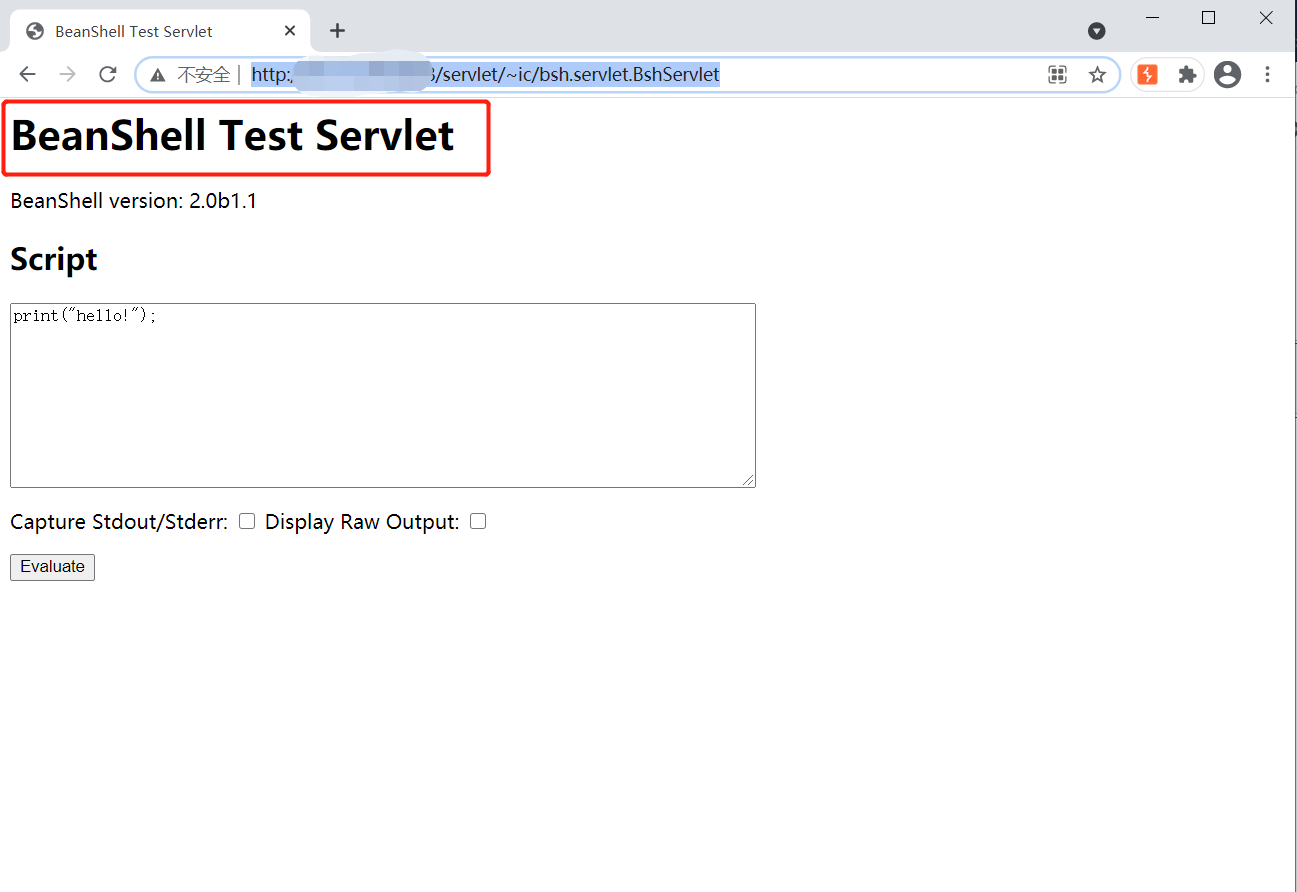 BeanShell Test Servlet
不安全 | http:/ 3/servlet/~ic/bsh.servlet.BshServlet
BeanShell Test Servlet
BeanShell version: 2.0b1.1
Script
print("hello!");
Capture Stdout/Stderr: Display Raw Output:
Evaluate